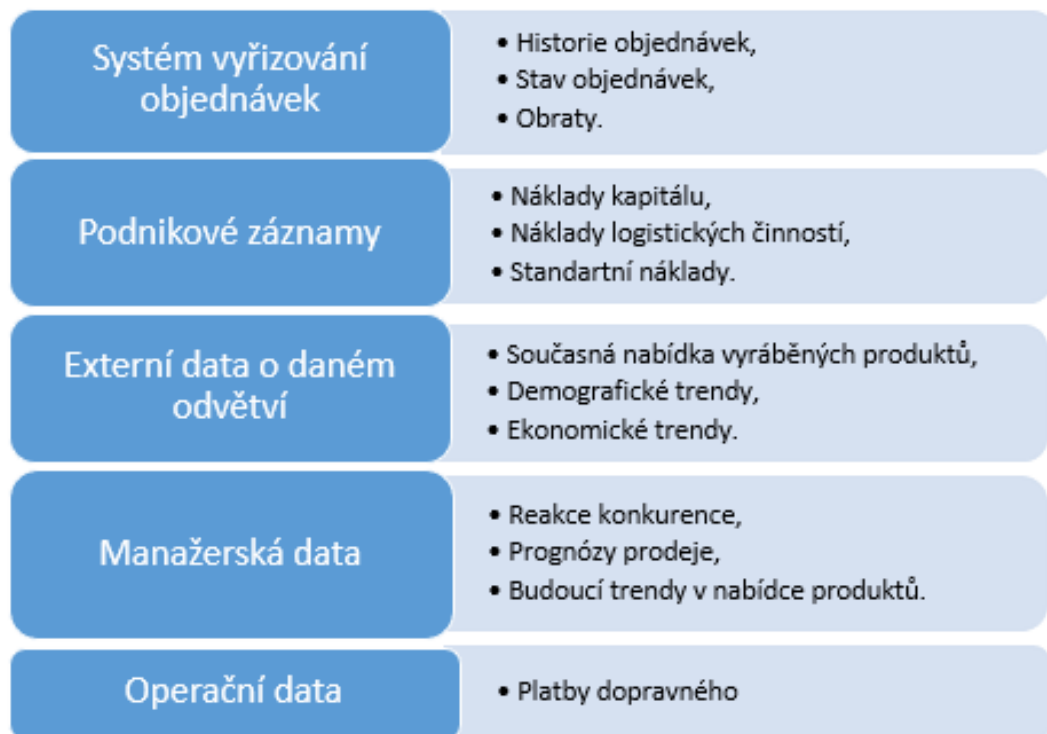 Systém vyřizování
objednávek
• Historie objednávek,
• Stav objednávek,
• Obraty.
Podnikové záznamy
• Náklady kapitálu,
• Náklady logistických činností,
• Standartní náklady.
Externí data o daném
odvětví
• Současná nabídka vyráběných produktů,
• Demografické trendy,
• Ekonomické trendy.
Manažerská data
• Reakce konkurence,
• Prognózy prodeje,
• Budoucí trendy v nabídce produktů.
Operační data
• Platby dopravného